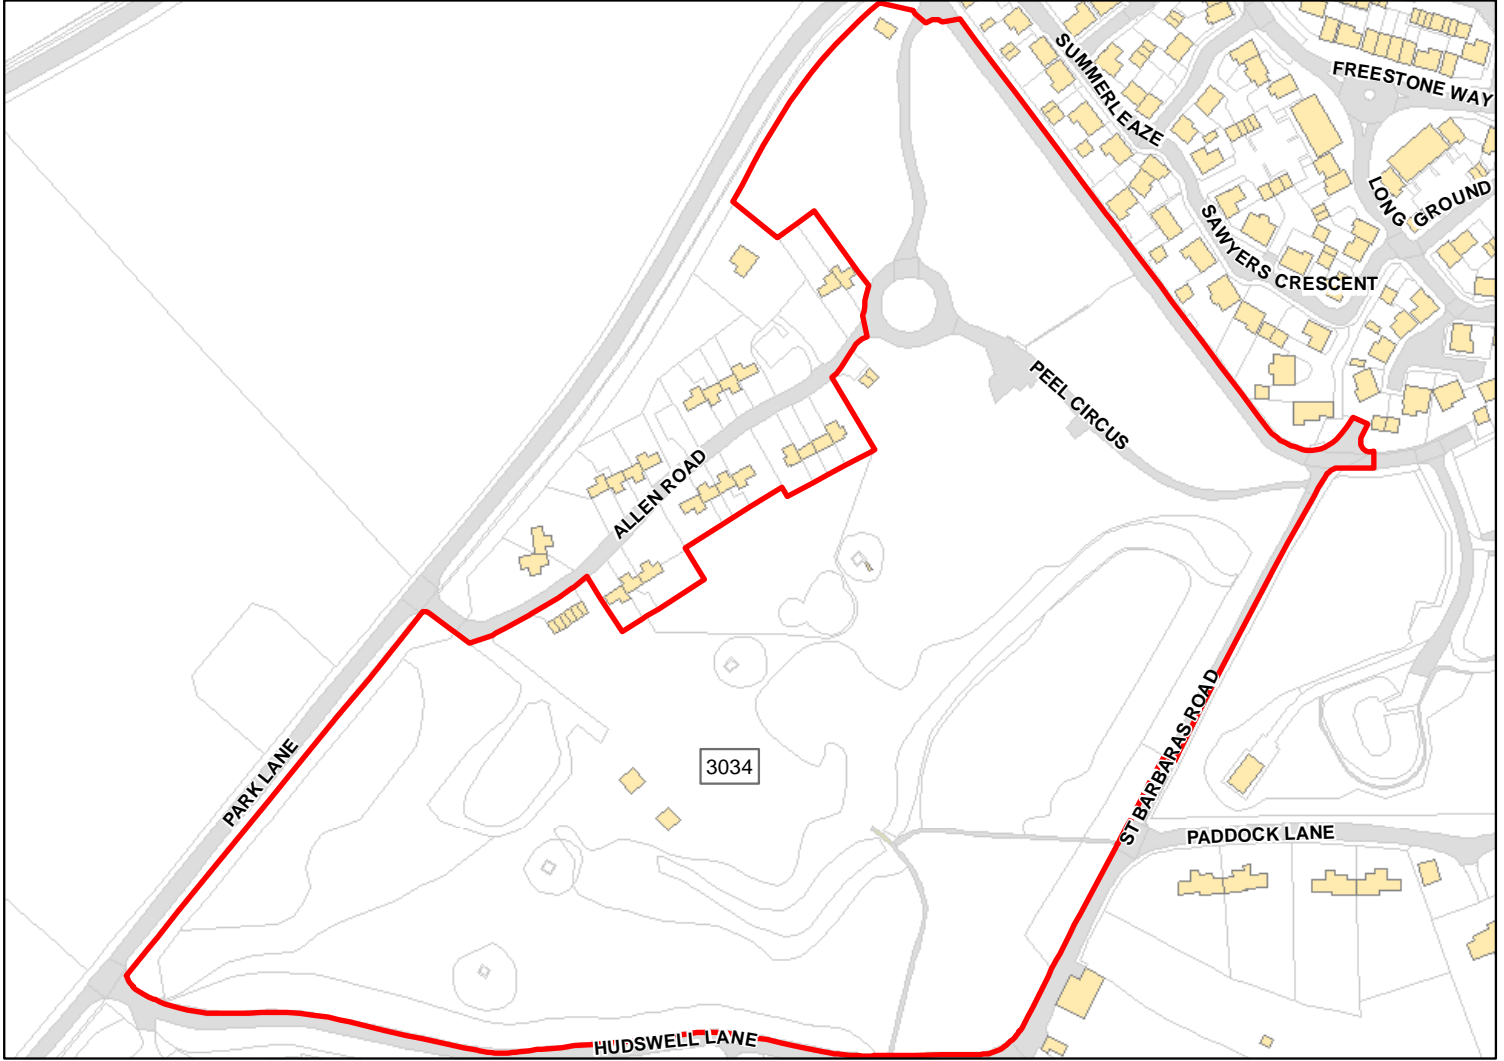 SUMMERLEAZE
FREESTONE WAY
LONG GROUND
SAWYERS CRESCENT
PEEL CIRCUS
ALLEN ROAD
PARK LANE
3034
ST BARBARAS ROAD
PADDOCK LANE
HUDSWELL LANE